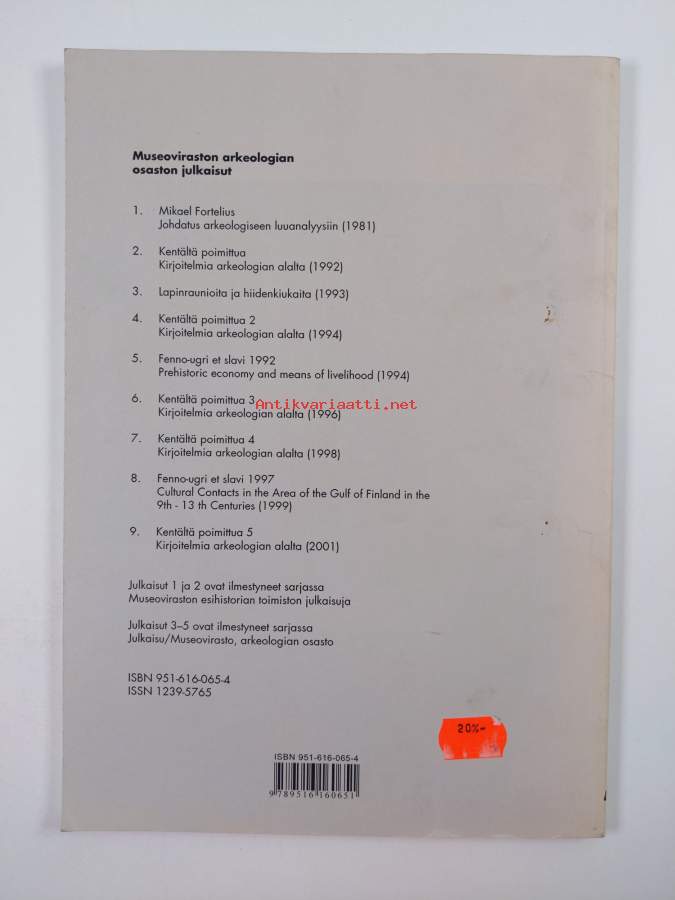 Museoviraston arkeologian
osaston julkaisut
1. Mikael Fortelius
Johdatus arkeologiseen luuanalyysiin (1981)
2. Kentältä poimittua
Kirjoitelmia arkeologian alalta (1992)
3. Lapinraunioita ja hiidenkiukaita (1993)
4. Kentältä poimittua 2
Kirjoitelmia arkeologian alalta (1994)
5. Fenno-ugri et slavi 1992
Prehistoric economy and means of livelihood (1994)
6. Kentältä poimittua 3
Antikvariaatti.net
Kirjoitelmia arkeologian alalta (1996)
7. Kentältä poimittua 4
Kirjoitelmia arkeologian alalta (1998)
8. Fenno-ugri et slavi 1997
Cultural Contacts in the Area of the Gulf of Finland in the
9th - 13 th Centuries (1999)
9. Kentältä poimittua 5
Kirjoitelmia arkeologian alalta (2001)
Julkaisut 1 ja 2 ovat ilmestyneet sarjassa
Museoviraston esihistorian toimiston julkaisuja
Julkaisut 3–5 ovat ilmestyneet sarjassa
Julkaisu/Museovirasto, arkeologian osasto
ISBN 951-616-065-4
ISSN 1239-5765
20%-
ISBN 951-616-065-4
9 789516 160651